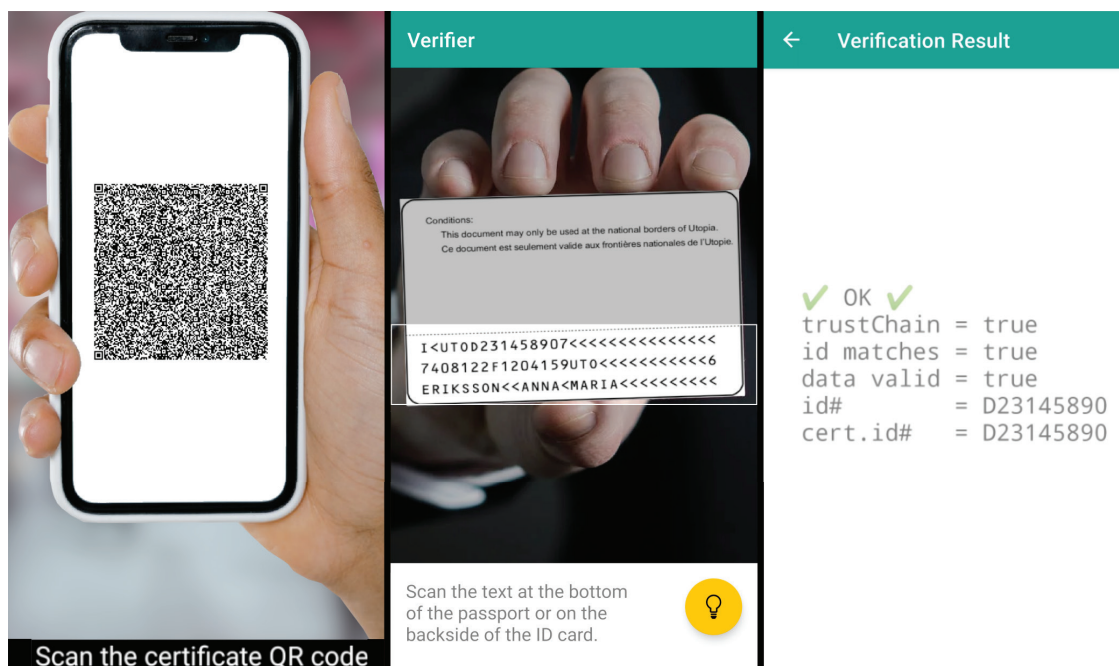 Scan the certificate QR code
Verifier
Conditions:
This document may only be used at the national borders of Utopia.
Ce document est seulement valide aux frontières nationales de l'Utopie.
I<UTOD231458907<<<<<<<<<<<<<<<
7408122F1204159UTO<<<<<<<<<<<6
ERIKSSON<<ANNA<MARIA<<<<<<<<<<
Scan the text at the bottom
of the passport or on the
backside of the ID card.
← Verification Result
✔ OK ✔
trustChain = true
id matches = true
data valid = true
id# = D23145890
cert.id# = D23145890